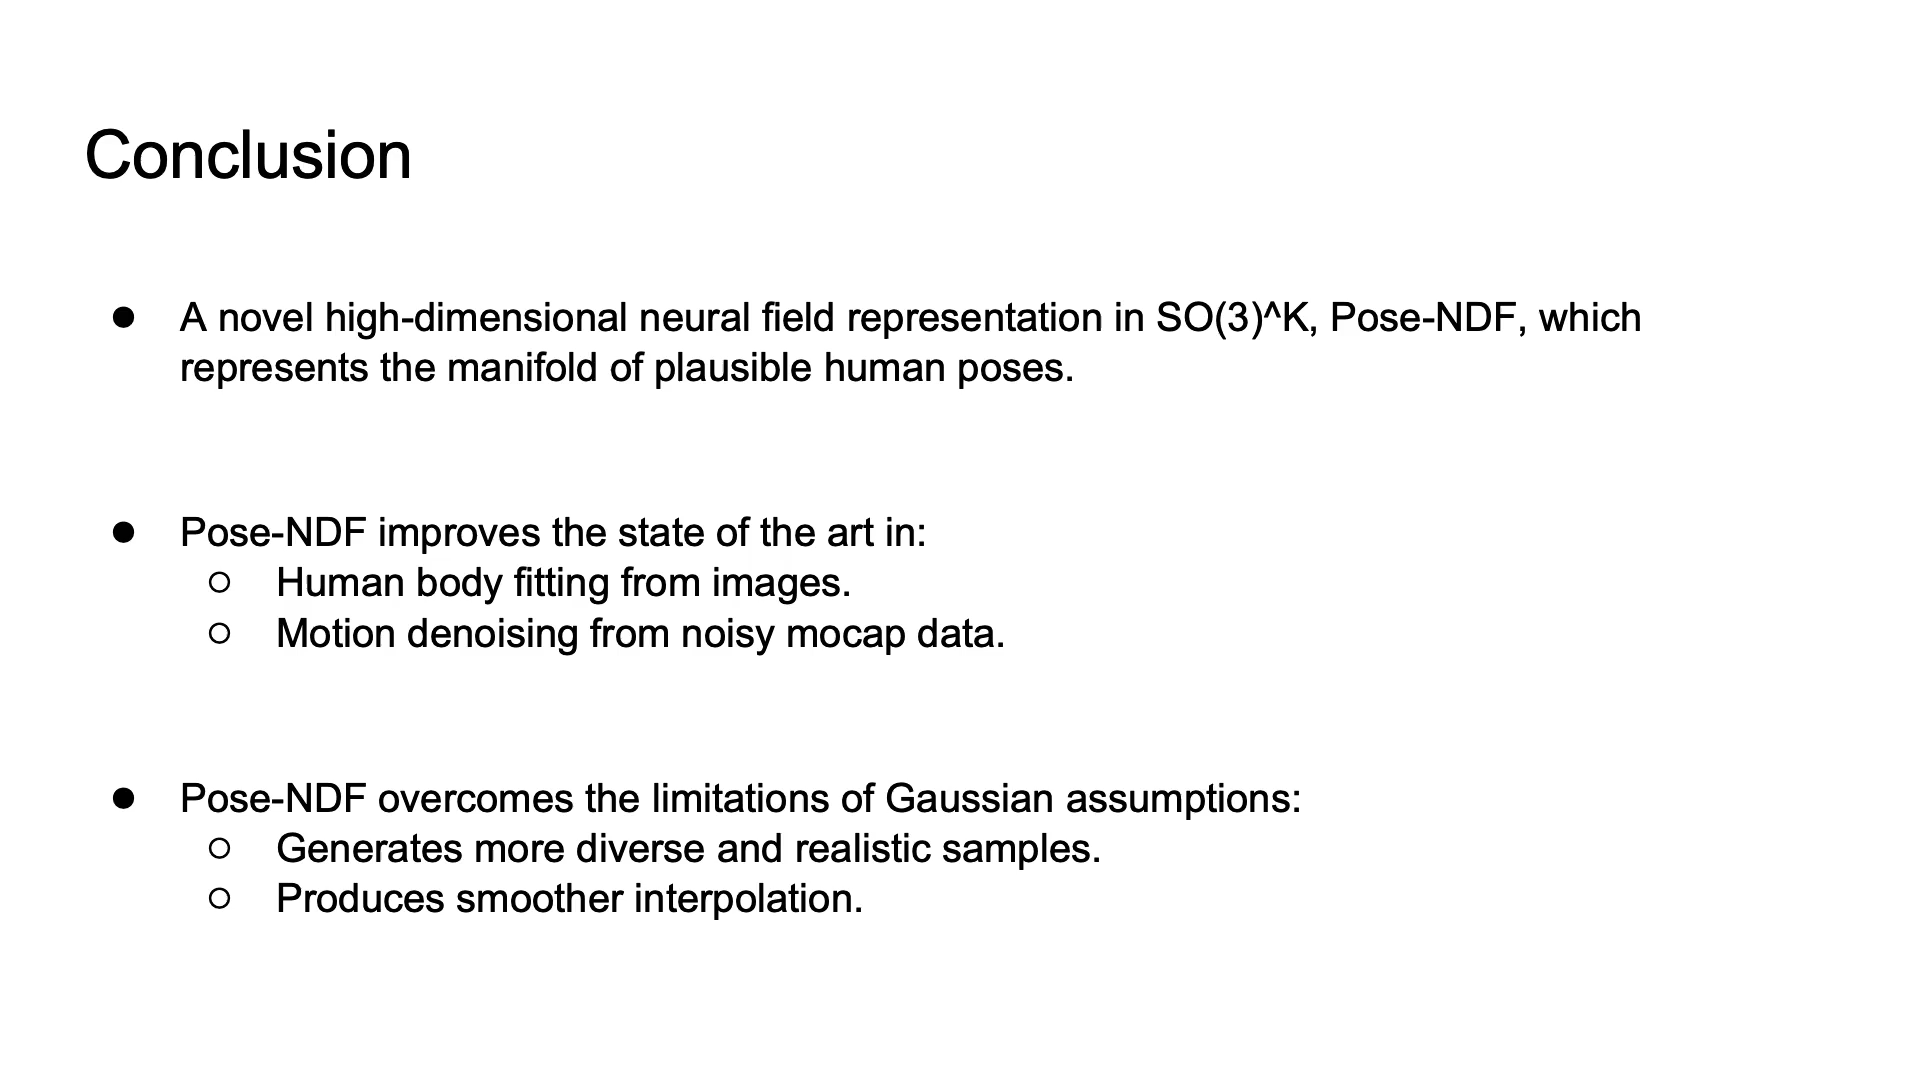 Conclusion
● A novel high-dimensional neural field representation in SO(3)^K, Pose-NDF, which
represents the manifold of plausible human poses.
● Pose-NDF improves the state of the art in:
○ Human body fitting from images.
○ Motion denoising from noisy mocap data.
● Pose-NDF overcomes the limitations of Gaussian assumptions:
○ Generates more diverse and realistic samples.
○ Produces smoother interpolation.